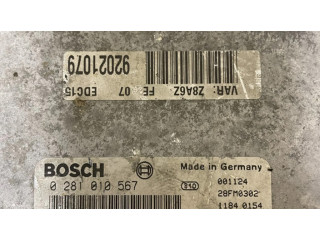 92021079
EDC15 07 FE VAR: Z8A6Z
BOSCH
Made in Germany
0 281 010 567
001124
28FM0302
1184 0154